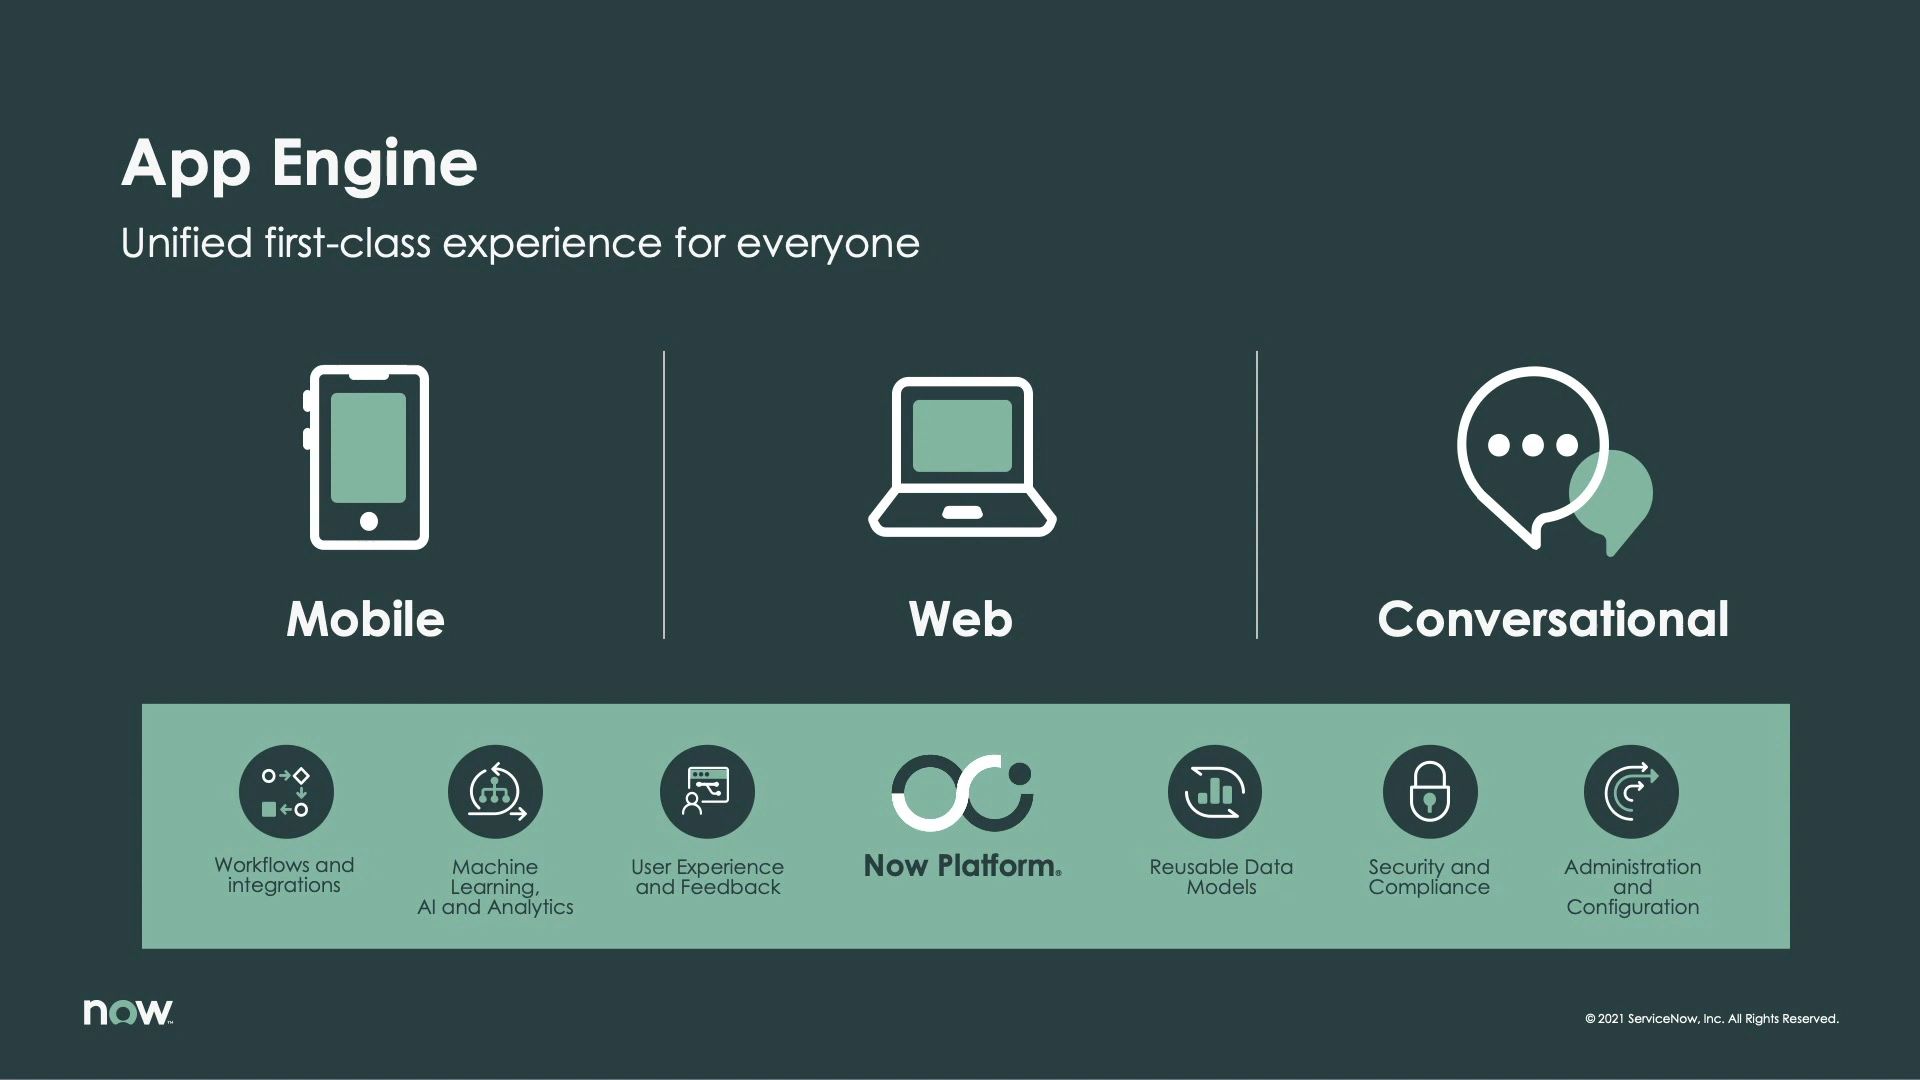 App Engine
Unified first-class experience for everyone
Mobile
Web
Conversational
Workflows and
integrations
Machine
Learning,
AI and Analytics
User Experience
and Feedback
Now Platform®
Reusable Data
Models
Security and
Compliance
Administration
and
Configuration
now™
© 2021 ServiceNow, Inc. All Rights Reserved.